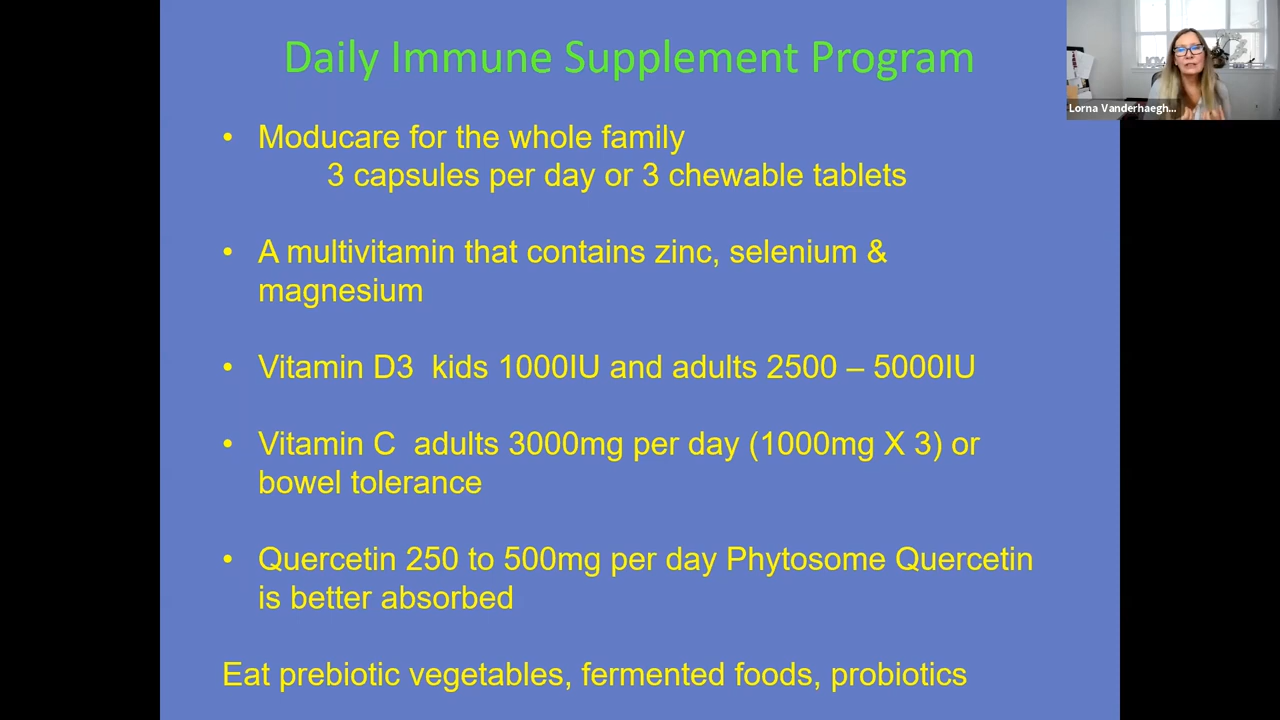 Daily Immune Supplement Program
Lorna Vanderhaegh...
• Moducare for the whole family
3 capsules per day or 3 chewable tablets
• A multivitamin that contains zinc, selenium &
magnesium
• Vitamin D3 kids 1000IU and adults 2500 – 5000IU
• Vitamin C adults 3000mg per day (1000mg X 3) or
bowel tolerance
• Quercetin 250 to 500mg per day Phytosome Quercetin
is better absorbed
Eat prebiotic vegetables, fermented foods, probiotics